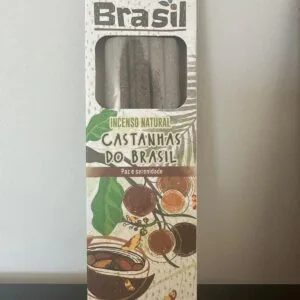 Brasil
INCENSO NATURAL
CASTANHAS
DO BRASIL
Paz e serenidade